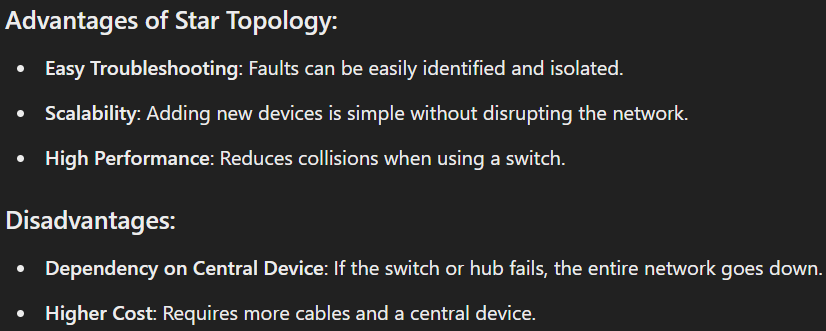 Advantages of Star Topology:
• Easy Troubleshooting: Faults can be easily identified and isolated.
• Scalability: Adding new devices is simple without disrupting the network.
• High Performance: Reduces collisions when using a switch.
Disadvantages:
• Dependency on Central Device: If the switch or hub fails, the entire network goes down.
• Higher Cost: Requires more cables and a central device.